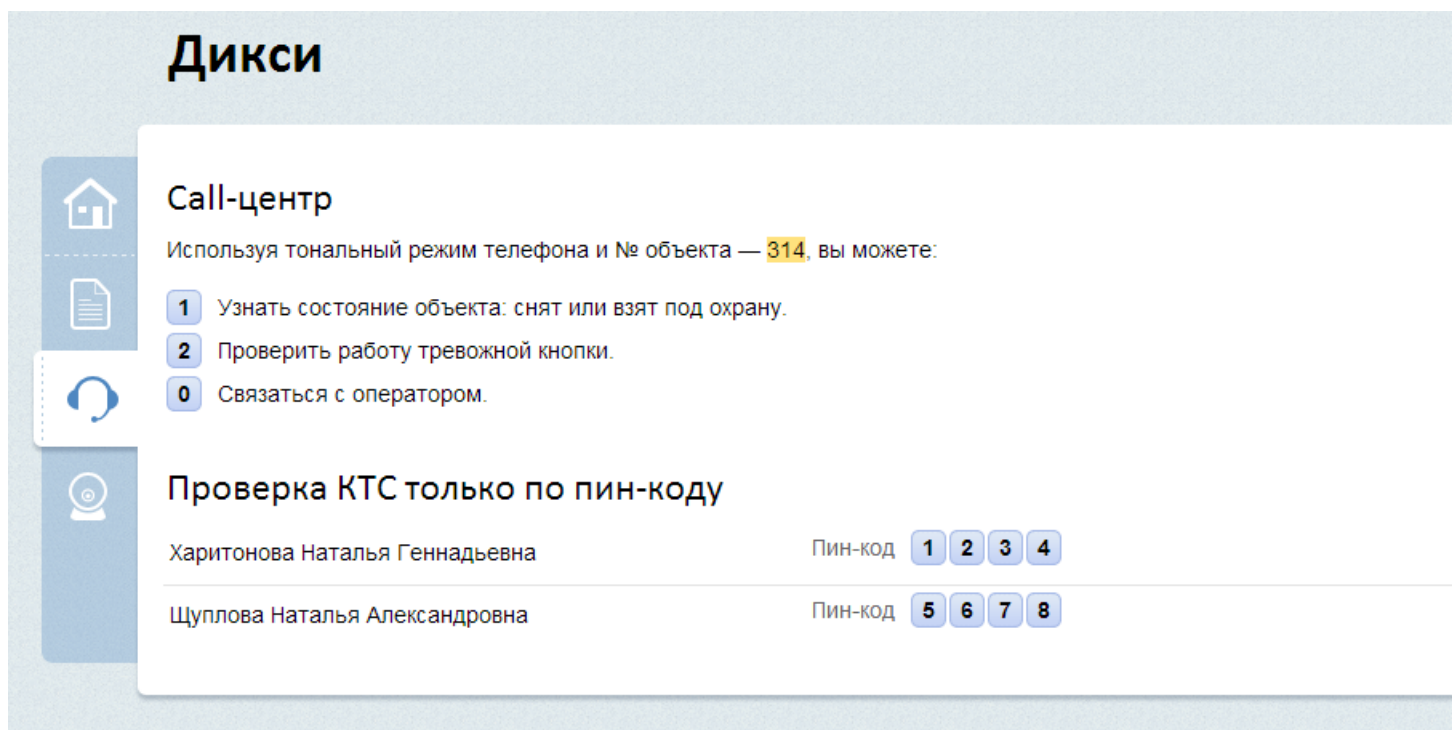 Дикси
Call-центр
Используя тональный режим телефона и № объекта — 314, вы можете:
1 Узнать состояние объекта: снят или взят под охрану.
2 Проверить работу тревожной кнопки.
0 Связаться с оператором.
Проверка КТС только по пин-коду
Харитонова Наталья Геннадьевна Пин-код 1 2 3 4
Щуплова Наталья Александровна Пин-код 5 6 7 8